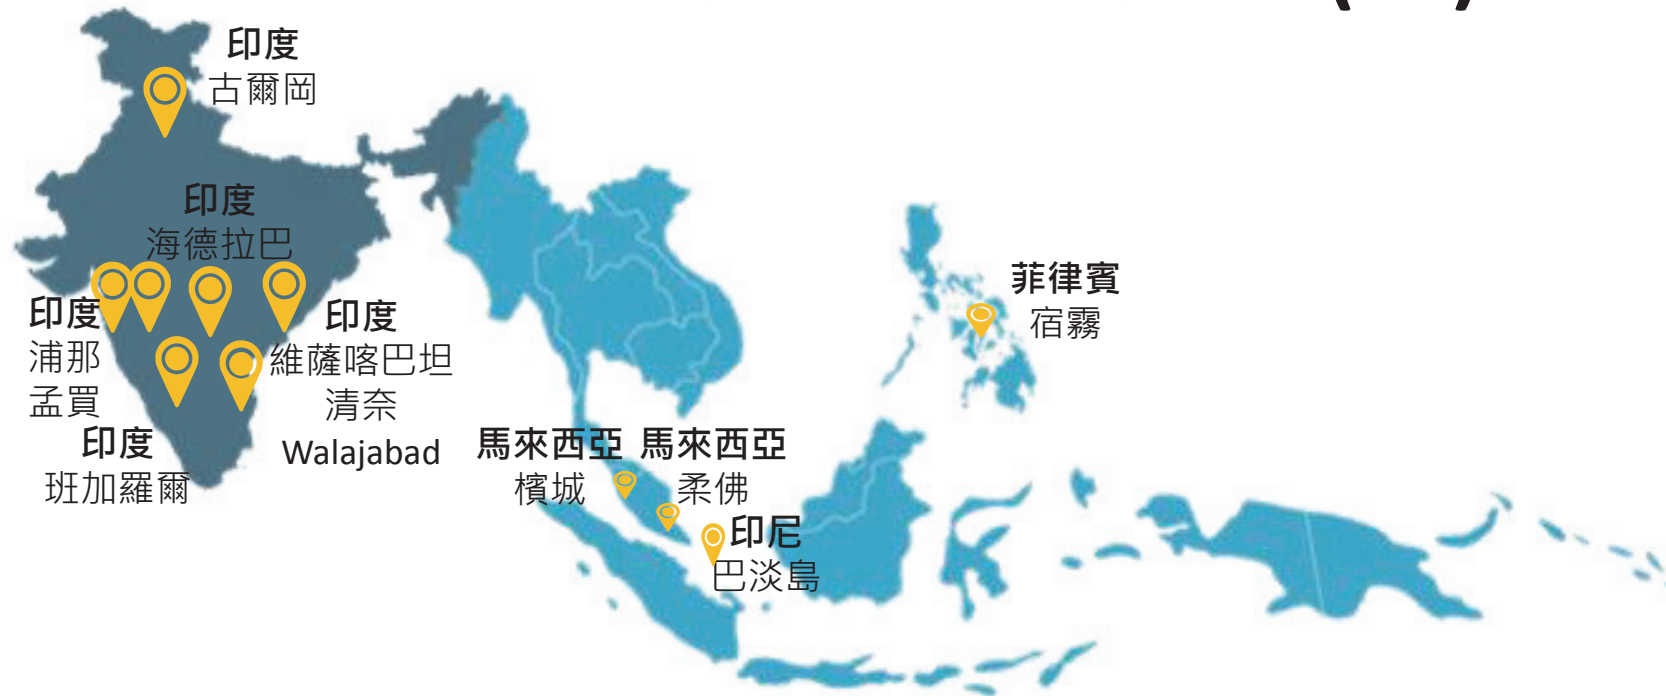 印度
古爾岡
印度
海德拉巴
印度
浦那
孟買
印度
維薩喀巴坦
清奈
Walajabad
印度
班加羅爾
馬來西亞
檳城
馬來西亞
柔佛
印尼
巴淡島
菲律賓
宿霧